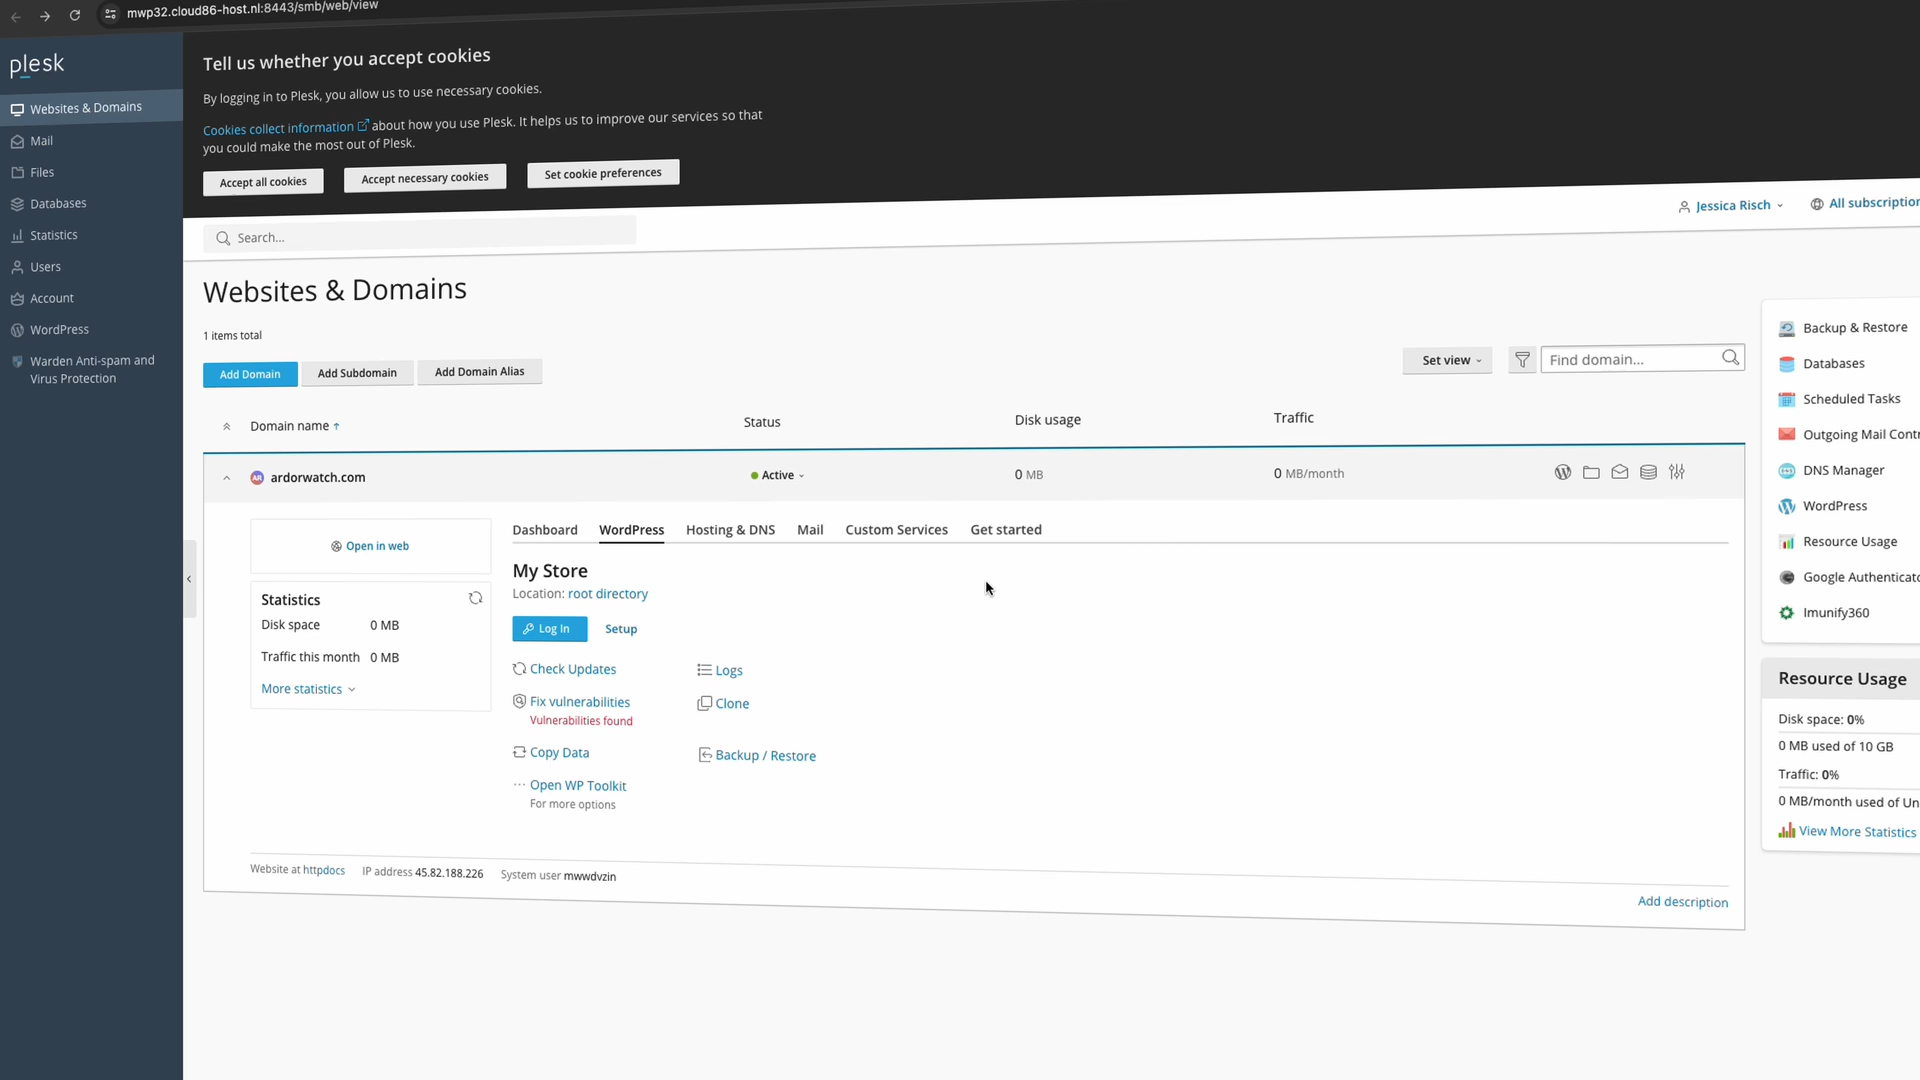 mwp32.cloud86-host.nl:8443/smb/web/view
plesk
Websites & Domains
Mail
Files
Databases
Statistics
Users
Account
WordPress
Warden Anti-spam and
Virus Protection
Tell us whether you accept cookies
By logging in to Plesk, you allow us to use necessary cookies.
Cookies collect information about how you use Plesk. It helps us to improve our services so that
you could make the most out of Plesk.
Accept all cookies Accept necessary cookies Set cookie preferences
Search...
Jessica Risch
Websites & Domains
1 items total
Add Domain Add Subdomain Add Domain Alias
Set view
Find domain...
Domain name Status Disk usage Traffic
AR ardorwatch.com Active 0 MB 0 MB/month
Open in web
Statistics
Disk space 0 MB
Traffic this month 0 MB
More statistics
Dashboard WordPress Hosting & DNS Mail Custom Services Get started
My Store
Location: root directory
Log In Setup
Check Updates Logs
Fix vulnerabilities Clone
Vulnerabilities found
Copy Data Backup / Restore
Open WP Toolkit
For more options
Website at httpdocs IP address 45.82.188.226 System user mwwdvzin
Add description
All subscription
Backup & Restore
Databases
Scheduled Tasks
Outgoing Mail Contr
DNS Manager
WordPress
Resource Usage
Google Authenticato
Imunify360
Resource Usage
Disk space: 0%
0 MB used of 10 GB
Traffic: 0%
0 MB/month used of Un
View More Statistics